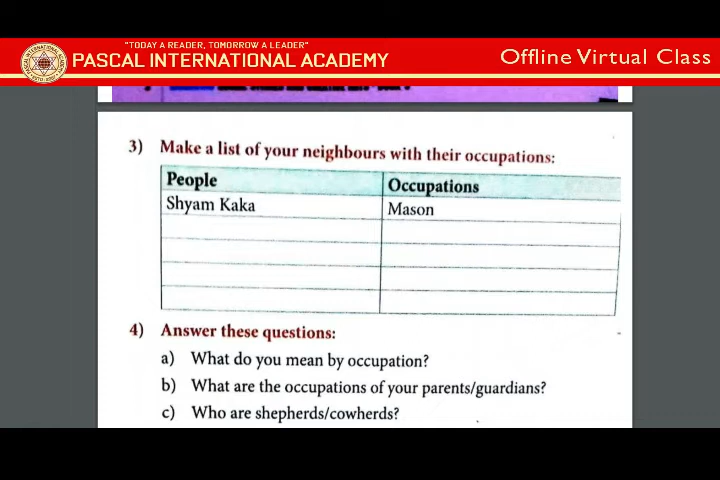 "TODAY A READER, TOMORROW A LEADER"
PASCAL INTERNATIONAL ACADEMY
Offline Virtual Class
3) Make a list of your neighbours with their occupations:
People Occupations
Shyam Kaka Mason
4) Answer these questions:
a) What do you mean by occupation?
b) What are the occupations of your parents/guardians?
c) Who are shepherds/cowherds?